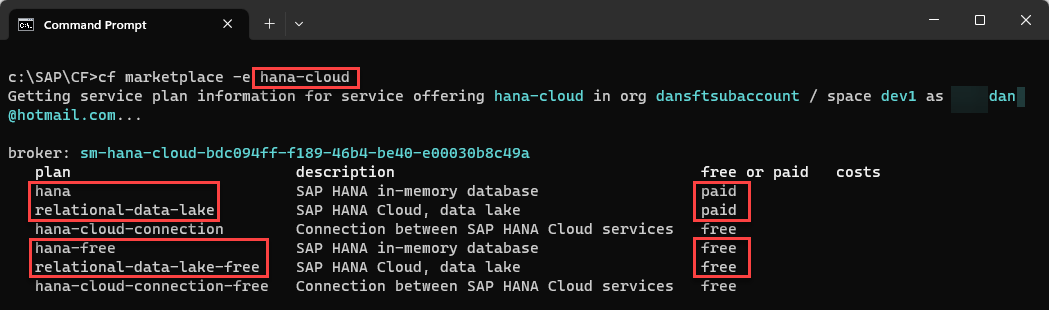 Command Prompt
c:\SAP\CF>cf marketplace -e hana-cloud
Getting service plan information for service offering hana-cloud in org dansftsubaccount / space dev1 as dan
@hotmail.com...
broker: sm-hana-cloud-bdc094ff-f189-46b4-be40-e00030b8c49a
plan description free or paid costs
hana SAP HANA in-memory database paid
relational-data-lake SAP HANA Cloud, data lake paid
hana-cloud-connection Connection between SAP HANA Cloud services free
hana-free SAP HANA in-memory database free
relational-data-lake-free SAP HANA Cloud, data lake free
hana-cloud-connection-free Connection between SAP HANA Cloud services free